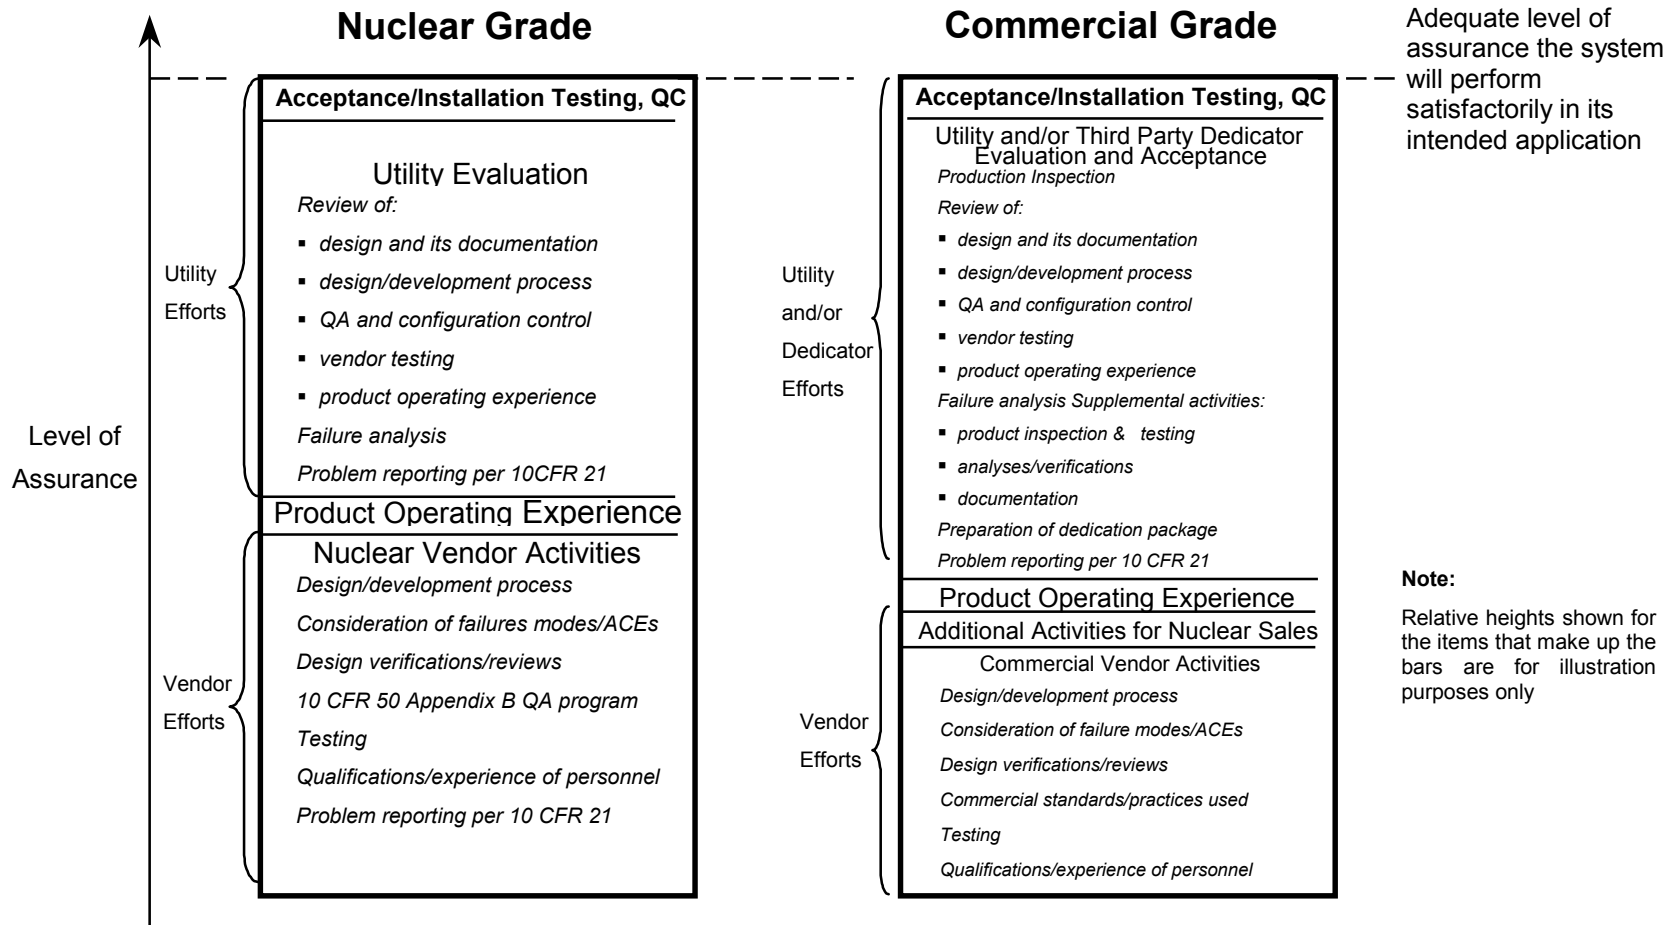 Nuclear Grade
Commercial Grade
Adequate level of
assurance the system
will perform
satisfactorily in its
intended application
Level of
Assurance
Utility
Efforts
Vendor
Efforts
Acceptance/Installation Testing, QC
Utility Evaluation
Review of:
▪ design and its documentation
▪ design/development process
▪ QA and configuration control
▪ vendor testing
▪ product operating experience
Failure analysis
Problem reporting per 10CFR 21
Product Operating Experience
Nuclear Vendor Activities
Design/development process
Consideration of failures modes/ACEs
Design verifications/reviews
10 CFR 50 Appendix B QA program
Testing
Qualifications/experience of personnel
Problem reporting per 10 CFR 21
Utility
and/or
Dedicator
Efforts
Vendor
Efforts
Acceptance/Installation Testing, QC
Utility and/or Third Party Dedicator
Evaluation and Acceptance
Production Inspection
Review of:
▪ design and its documentation
▪ design/development process
▪ QA and configuration control
▪ vendor testing
▪ product operating experience
Failure analysis Supplemental activities:
▪ product inspection & testing
▪ analyses/verifications
▪ documentation
Preparation of dedication package
Problem reporting per 10 CFR 21
Product Operating Experience
Additional Activities for Nuclear Sales
Commercial Vendor Activities
Design/development process
Consideration of failure modes/ACEs
Design verifications/reviews
Commercial standards/practices used
Testing
Qualifications/experience of personnel
Note:
Relative heights shown for
the items that make up the
bars are for illustration
purposes only